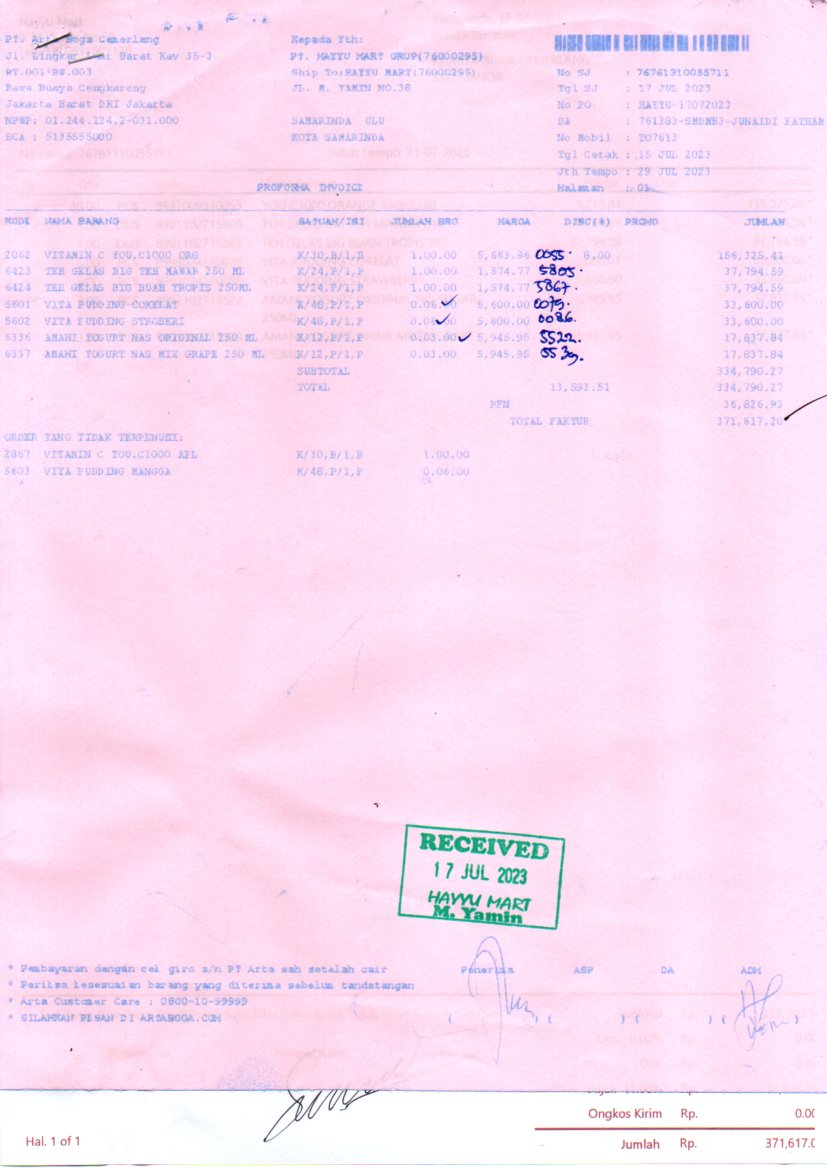 PT. Arta Boga Cemerlang
Jl. Lingkar Luar Barat Kav 35-3
RT.001 RW.003
Rawa Buaya Cengkareng
Jakarta Barat DKI Jakarta
NPWP: 01.244.124.2-031.000
BCA : 5135555000
Kepada Yth:
PT. HAYYU MART GRUP(76000295)
Ship To:HAYYU MART(76000295)
JL. M. YAMIN NO.38
SAMARINDA ULU
KOTA SAMARINDA
No SJ : 76761310055711
Tgl SJ : 17 JUL 2023
No PO : HAYYU-17072023
DA : 761383-SMDMB3-JUNAIDI FATHAM
No Mobil : TO7613
Tgl Cetak : 15 JUL 2023
Jth Tempo : 29 JUL 2023
Halaman : 01
PROFORMA INVOICE
KODE NAMA BARANG SATUAN/ISI JUMLAH BRG HARGA DISC(%) PROMO JUMLAH
2062 VITAMIN C YOU.C1000 ORG K/30,B/1,B 1.00.00 5,663.96 0055. 8.00 156,325.41
6423 TEH GELAS BIG TEH MAWAR 250 ML K/24,P/1,P 1.00.00 1,574.77 5805. 37,794.59
6424 TEH GELAS BIG BUAH TROPIS 250ML K/24,P/1,P 1.00.00 1,574.77 5867. 37,794.59
5601 VITA PUDDING COKELAT K/48,P/1,P 0.06.00 5,600.00 0079. 33,600.00
5602 VITA PUDDING STROBERI K/48,P/1,P 0.06.00 5,600.00 0086. 33,600.00
6336 AMANI YOGURT NAS ORIGINAL 250 ML K/12,P/1,P 0.03.00 5,945.95 5522. 17,837.84
6337 AMANI YOGURT NAS MIX GRAPE 250 ML K/12,P/1,P 0.03.00 5,945.95 5539. 17,837.84
SUBTOTAL 334,790.27
TOTAL 13,593.51 334,790.27
PPN 36,826.93
TOTAL FAKTUR 371,617.20
ORDER YANG TIDAK TERPENUHI:
2867 VITAMIN C YOU.C1000 APL K/30,B/1,B 1.00.00
5603 VITA PUDDING MANGGA K/48,P/1,P 0.06.00
RECEIVED
17 JUL 2023
HAYYU MART
M. Yamin
* Pembayaran dengan cek giro a/n PT Arta sah setelah cair
* Periksa kesesuaian barang yang diterima sebelum tandatangan
* Arta Customer Care : 0800-10-99999
* SILAHKAN PESAN DI ARTABOGA.COM
Penerima ASP DA ADM
Ongkos Kirim Rp. 0.00
Hal. 1 of 1
Jumlah Rp. 371,617.0